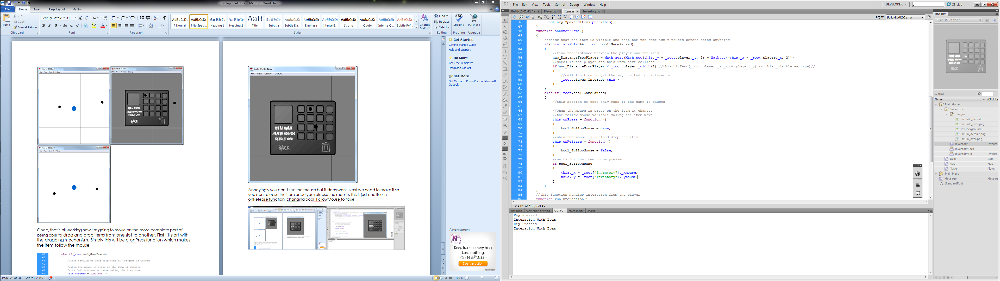 Development.docx - Microsoft Word Starter
File Home Insert Page Layout Mailings
Cut
Copy
Format Painter
Paste
Clipboard
Century Gothic 11
Font
Paragraph
AaBbCcDc AaBbCcDc AaBbC AaBbCc AaB AaBbCc. AaBbCcDc AaBbCcDc AaBbCcDc AaBbCcDc AaBbCcDc AaBbCcDc AABBCCDC
¶ Normal ¶ No Spaci... Heading 1 Heading 2 Title Subtitle Subtle Em... Emphasis Intense E... Strong Quote Intense Q... Subtle Ref...
Styles
Change Styles
Find
Replace
Select
Editing
Spelling
Proofing
Purchase
Upgrade
Build-15-02-12.swf
File View Control Debug
Build-15-02-12.swf
File View Control Debug
ITEM NAME
HEALTH 000/000
EFFECT +000
BACK
Build-15-02-12.swf
File View Control Debug
Good, that's all working now I'm going to move on the more complete part of
being able to drag and drop items from one slot to another. First I'll start with
the dragging mechanism. Simply this will be a onPress function which makes
the item follow the mouse.
62 else if(_root.bool_GamePaused)
63 {
64 //this section of code only runs if the game is paused
65
66 //when the mouse is press on the item it changes
67 //the follow mouse variable making the item move
68 this.onPress = function ()
Build-15-02-12.swf
File View Control Debug
ITEM NAME
HEALTH 000/000
EFFECT +000
BACK
Annoyingly you can't see the mouse but it does work. Next we need to make it so
you can release the item once you release the mouse. This is just one line in
onRelease function changing bool_FollowMouse to false.
Get Started
Getting Started Guide
Help and Support
Do More
Get Free Templates
Download Clip Art
Get More
Get Microsoft PowerPoint or Microsoft
Outlook
Advertisement
Keep track of everything.
Lose nothing.
OneNote Mobile.
See it in action
Microsoft
Page: 28 of 28 Words: 2,349
100%
Fl File Edit View Tools Control Debug Window Help
DEVELOPER
CS Live
Build-15-02-12.fla Player.as Item.as Inventory.as
Target: Build-15-02-12.fla
46 _root.ary_SpawnedItems.push(this);
47 }
48 function onEnterFrame()
49 {
50 //check that the item is visible and that the the game isn't paused before doing anything
51 if(this._visible && !_root.bool_GamePaused)
52 {
53 //find the distance between the player and the item
54 num_DistanceFromPlayer = Math.sqrt(Math.pow(this._y - _root.player._y, 2) + Math.pow(this._x - _root.player._x, 2));
55 //check if the player and this item have collided
56 if(num_DistanceFromPlayer < _root.player._width/2) //this.hitTest(_root.player._x,_root.player._y) && this._visible == true)//
57 {
58 //call function to get the key checked for interaction
59 _root.player.Interact(this);
60 }
61 }
62 else if(_root.bool_GamePaused)
63 {
64 //this section of code only runs if the game is paused
65
66 //when the mouse is press on the item it changes
67 //the follow mouse variable making the item move
68 this.onPress = function ()
69 {
70 bool_FollowMouse = true;
71 }
72 //when the mouse is realsed drop the item
73 this.onRelease = function ()
74 {
75 bool_FollowMouse = false;
76 }
77 //waits for the item to be pressed
78 if(bool_FollowMouse)
79 {
80 this._x = _root["Inventory"]._xmouse;
81 this._y = _root["Inventory"]._ymouse;
82 }
83 }
84 }
85 //this function handles interction from the player
86 function runInteraction()
Line 81 of 106, Col 42
TIMELINE COMPILER ERRORS OUTPUT PROPERTIES SCENE
Key Pressed
Interation With Item
Key Pressed
Interation With Item
LIBRARY
Build-15-02-12.fla
ITEM NAME
HEALTH 000/000
EFFECT +000
BACK
66 items
Name AS Linka
Main Game
Inventory
Images
invBack_default....
invBack_over.png
InvBackground....
invBin_default.png
invBin_over.png
Inventory Invento
InventoryBack
InventoryBin Invento
Item Item
Map Map
Player Player
Main Menu
Message Message
StandardFont